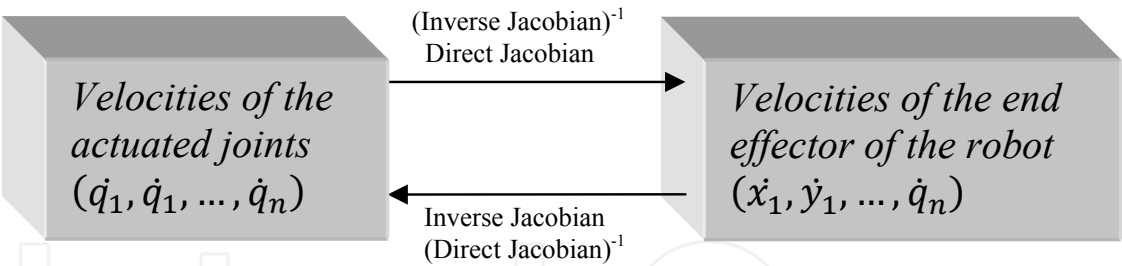 (Inverse Jacobian)⁻¹
Direct Jacobian
Velocities of the
actuated joints
(q̇₁, q̇₁, … , q̇ₙ)
Velocities of the end
effector of the robot
(ẋ₁, ẏ₁, … , q̇ₙ)
Inverse Jacobian
(Direct Jacobian)⁻¹